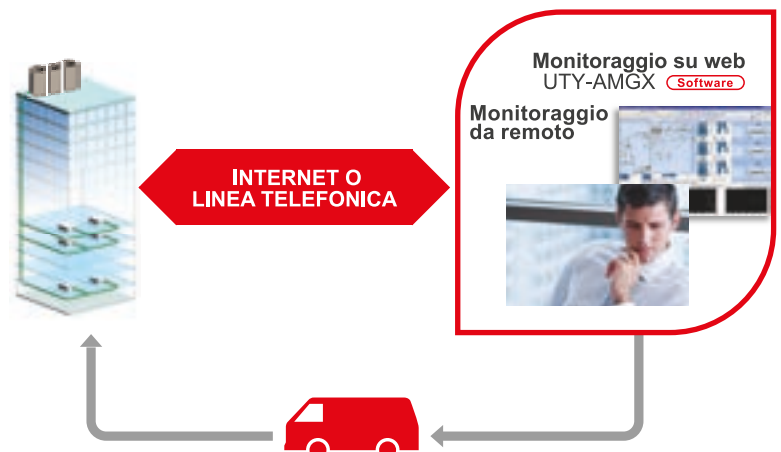 Monitoraggio su web
UTY-AMGX Software
Monitoraggio
da remoto
INTERNET O
LINEA TELEFONICA